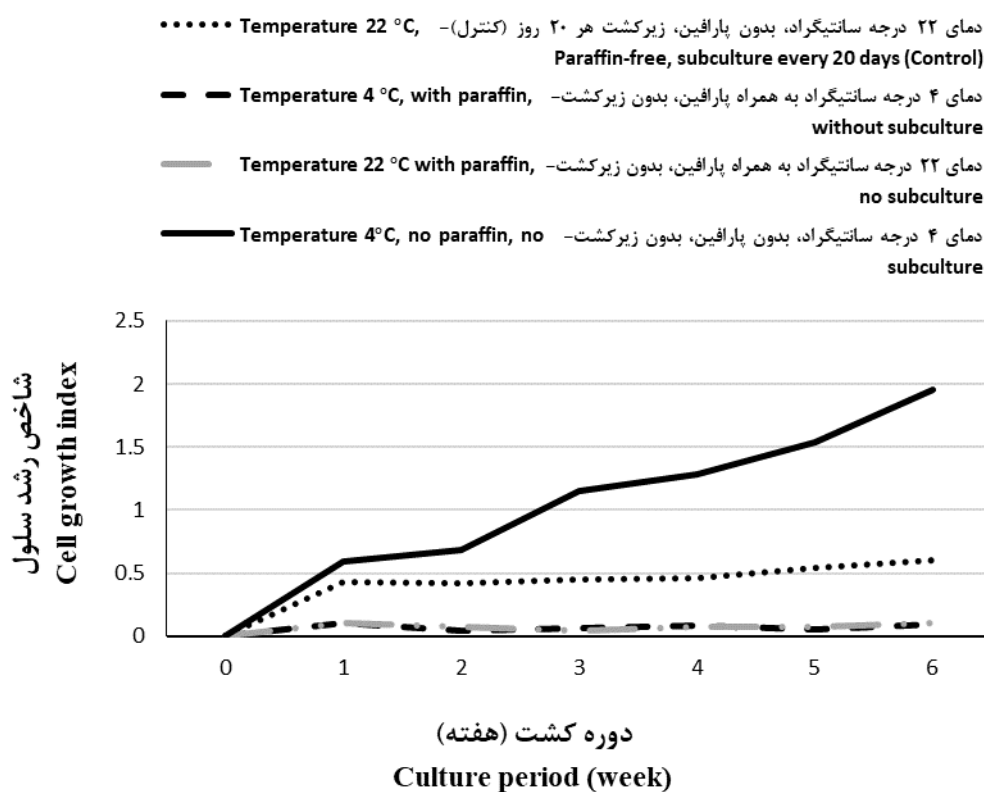 Temperature 22 °C, دمای ۲۲ درجه سانتیگراد، بدون پارافین، زیرکشت هر ۲۰ روز (کنترل)-
Paraffin-free, subculture every 20 days (Control)
Temperature 4 °C, with paraffin, دمای ۴ درجه سانتیگراد به همراه پارافین، بدون زیرکشت-
without subculture
Temperature 22 °C with paraffin, دمای ۲۲ درجه سانتیگراد به همراه پارافین، بدون زیرکشت-
no subculture
Temperature 4°C, no paraffin, no دمای ۴ درجه سانتیگراد، بدون پارافین، بدون زیرکشت-
subculture
شاخص رشد سلول
Cell growth index
2.5
2
1.5
1
0.5
0
0 1 2 3 4 5 6
دوره کشت (هفته)
Culture period (week)